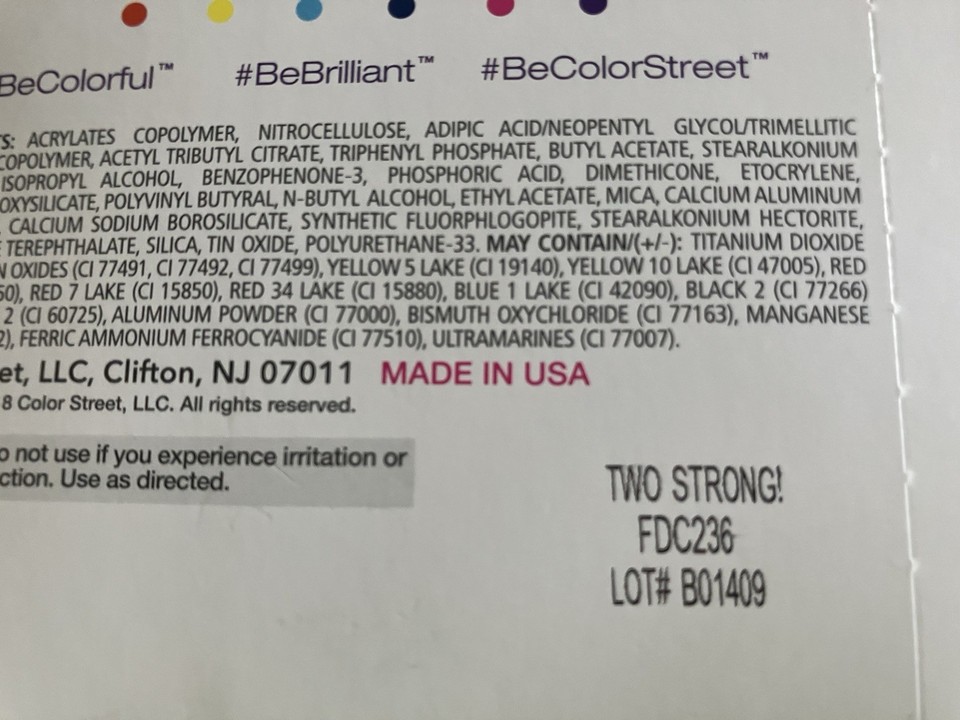 BeColorful™ #BeBrilliant™ #BeColorStreet™
S: ACRYLATES COPOLYMER, NITROCELLULOSE, ADIPIC ACID/NEOPENTYL GLYCOL/TRIMELLITIC
COPOLYMER, ACETYL TRIBUTYL CITRATE, TRIPHENYL PHOSPHATE, BUTYL ACETATE, STEARALKONIUM
ISOPROPYL ALCOHOL, BENZOPHENONE-3, PHOSPHORIC ACID, DIMETHICONE, ETOCRYLENE,
OXYSILICATE, POLYVINYL BUTYRAL, N-BUTYL ALCOHOL, ETHYL ACETATE, MICA, CALCIUM ALUMINUM
, CALCIUM SODIUM BOROSILICATE, SYNTHETIC FLUORPHLOGOPITE, STEARALKONIUM HECTORITE,
E TEREPHTHALATE, SILICA, TIN OXIDE, POLYURETHANE-33. MAY CONTAIN/(+/-): TITANIUM DIOXIDE
N OXIDES (CI 77491, CI 77492, CI 77499), YELLOW 5 LAKE (CI 19140), YELLOW 10 LAKE (CI 47005), RED
50), RED 7 LAKE (CI 15850), RED 34 LAKE (CI 15880), BLUE 1 LAKE (CI 42090), BLACK 2 (CI 77266)
2 (CI 60725), ALUMINUM POWDER (CI 77000), BISMUTH OXYCHLORIDE (CI 77163), MANGANESE
2), FERRIC AMMONIUM FERROCYANIDE (CI 77510), ULTRAMARINES (CI 77007).
et, LLC, Clifton, NJ 07011 MADE IN USA
8 Color Street, LLC. All rights reserved.
o not use if you experience irritation or
ction. Use as directed.
TWO STRONG!
FDC236
LOT# B01409